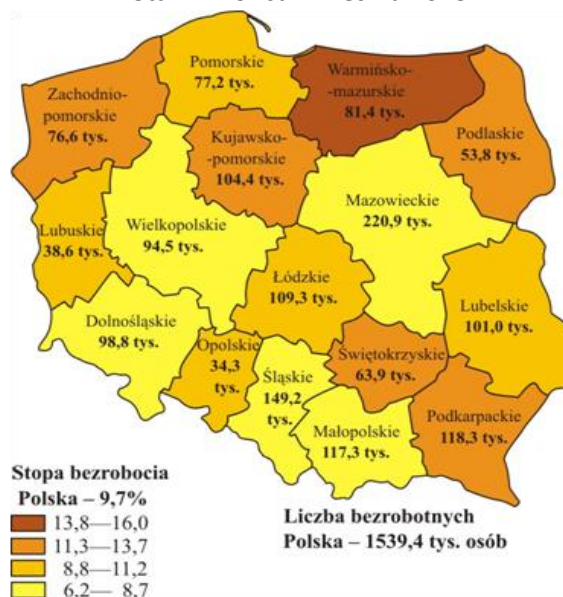 Pomorskie
77,2 tys.
Warmińsko-
-mazurskie
81,4 tys.
Zachodnio-
pomorskie
76,6 tys.
Kujawsko-
-pomorskie
104,4 tys.
Podlaskie
53,8 tys.
Mazowieckie
220,9 tys.
Lubuskie
38,6 tys.
Wielkopolskie
94,5 tys.
Łódzkie
109,3 tys.
Lubelskie
101,0 tys.
Dolnośląskie
98,8 tys.
Opolskie
34,3
tys.
Śląskie
149,2
tys.
Świętokrzyskie
63,9 tys.
Małopolskie
117,3 tys.
Podkarpackie
118,3 tys.
Stopa bezrobocia
Polska – 9,7%
13,8—16,0
11,3—13,7
8,8—11,2
6,2— 8,7
Liczba bezrobotnych
Polska – 1539,4 tys. osób